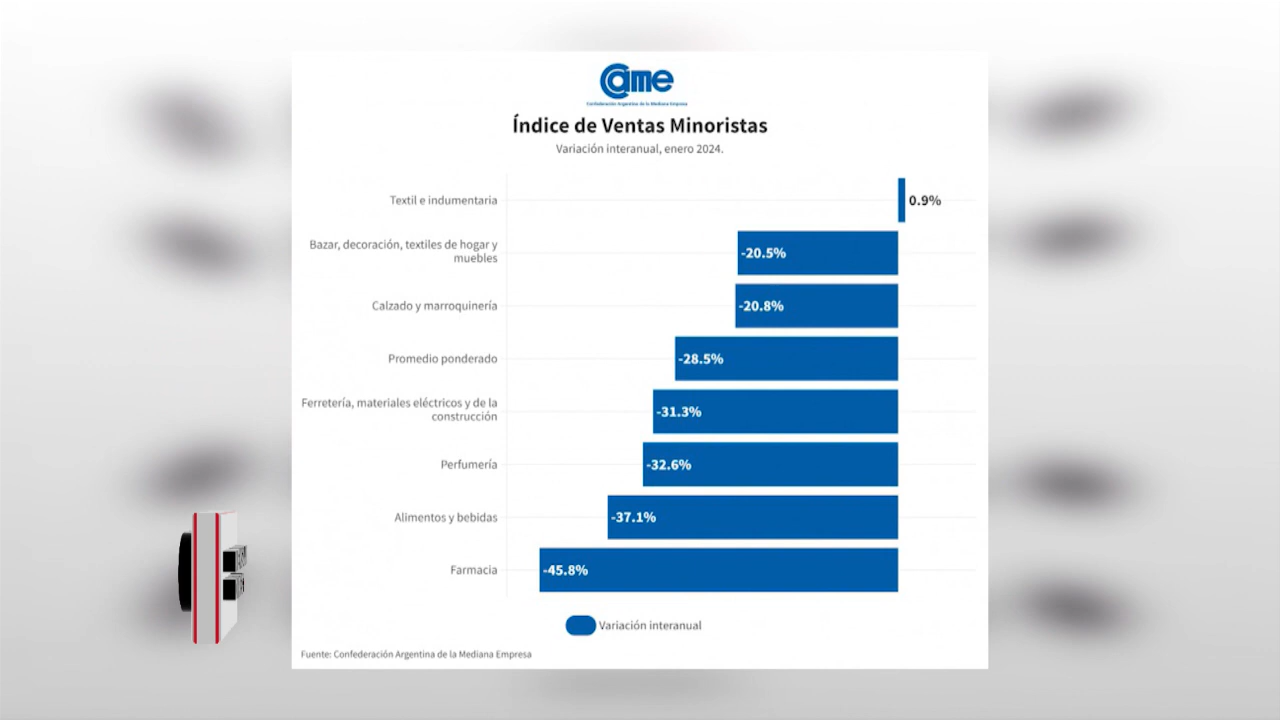 came
Confederación Argentina de la Mediana Empresa
Índice de Ventas Minoristas
Variación interanual, enero 2024.
Textil e indumentaria
0.9%
Bazar, decoración, textiles de hogar y
muebles
-20.5%
Calzado y marroquinería
-20.8%
Promedio ponderado
-28.5%
Ferretería, materiales eléctricos y de la
construcción
-31.3%
Perfumería
-32.6%
Alimentos y bebidas
-37.1%
Farmacia
-45.8%
Variación interanual
Fuente: Confederación Argentina de la Mediana Empresa